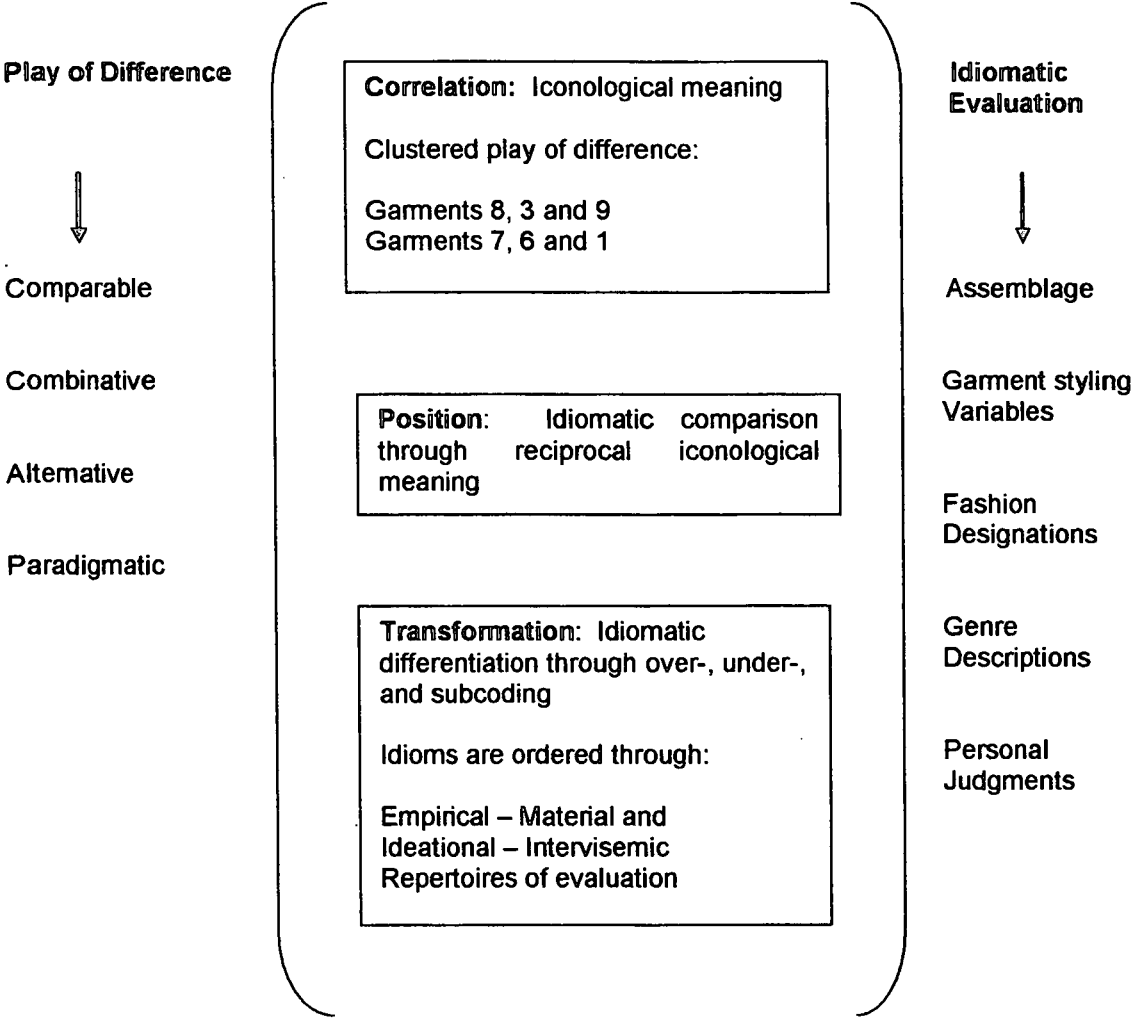 Play of Difference
Comparable
Combinative
Alternative
Paradigmatic
Correlation: Iconological meaning
Clustered play of difference:
Garments 8, 3 and 9
Garments 7, 6 and 1
Position: Idiomatic comparison
through reciprocal iconological
meaning
Transformation: Idiomatic
differentiation through over-, under-,
and subcoding
Idioms are ordered through:
Empirical – Material and
Ideational – Intervisemic
Repertoires of evaluation
Idiomatic
Evaluation
Assemblage
Garment styling
Variables
Fashion
Designations
Genre
Descriptions
Personal
Judgments